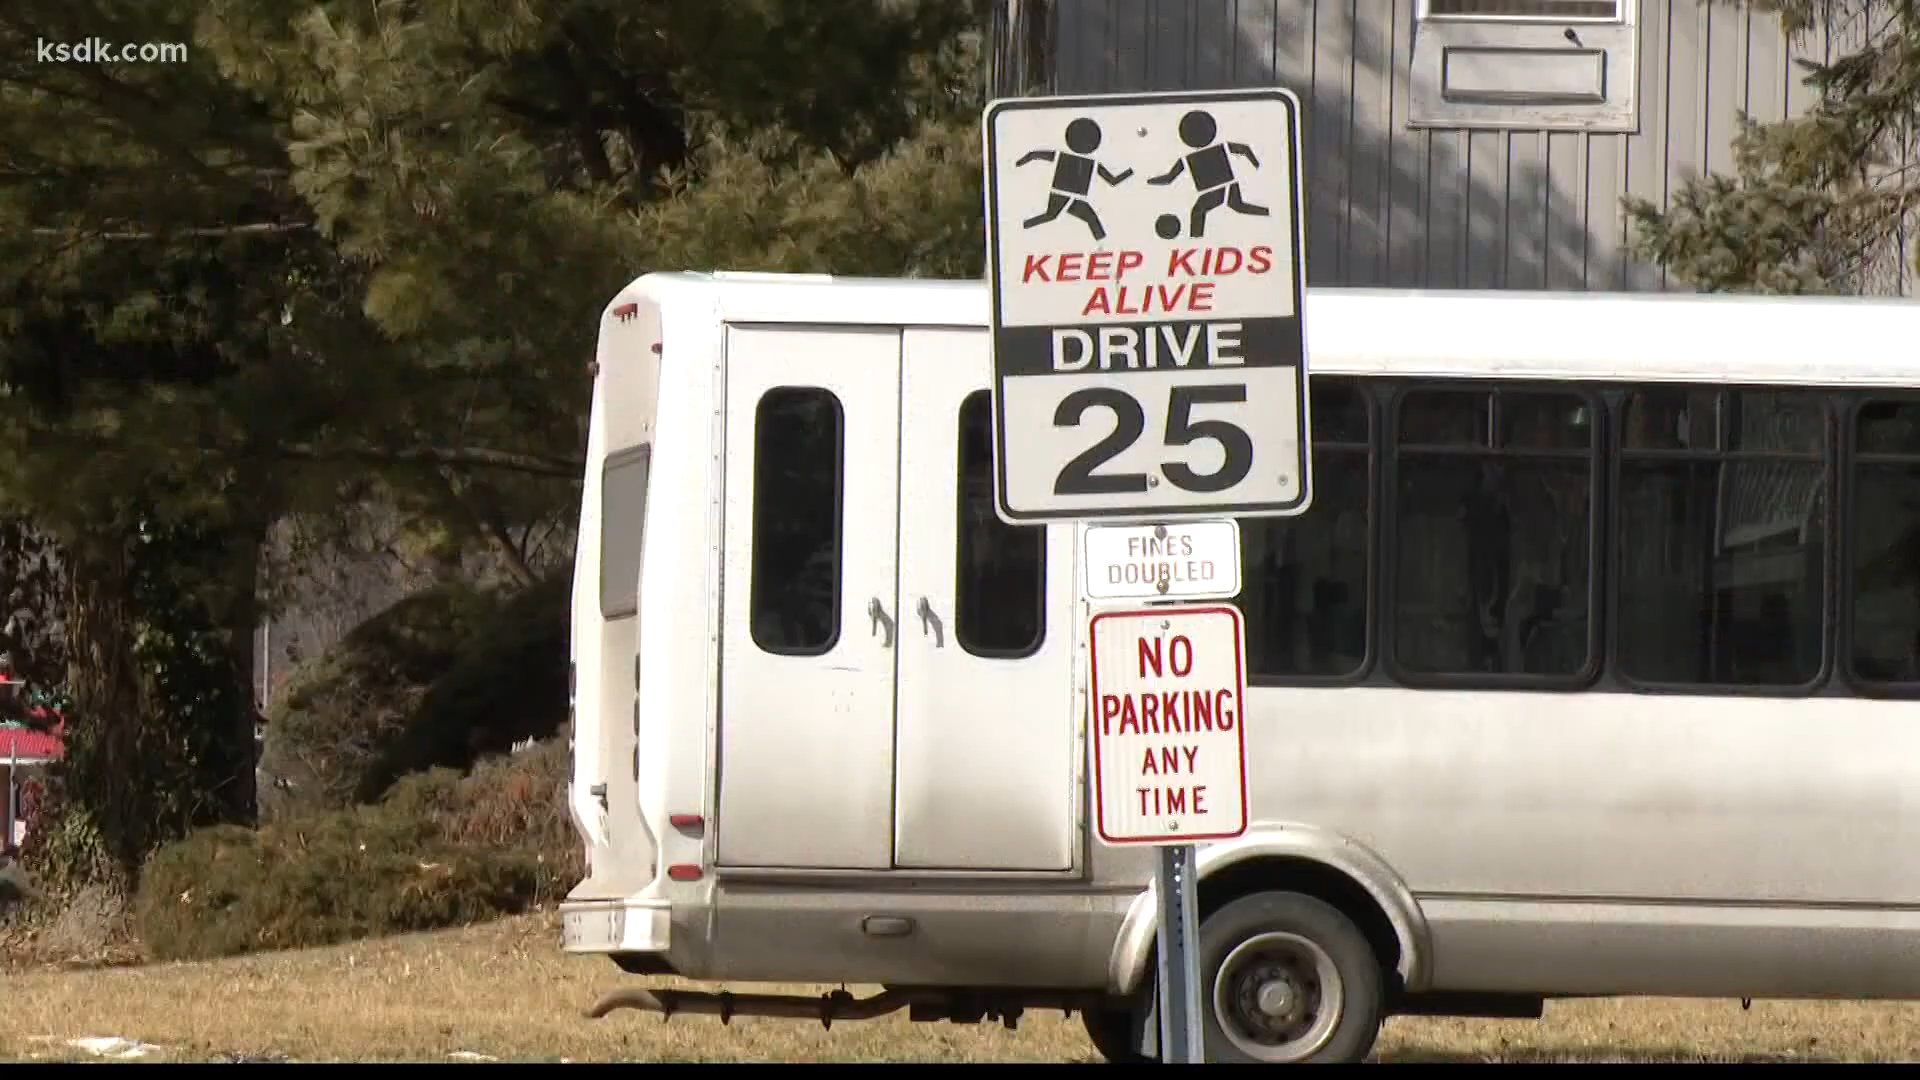 ksdk.com
KEEP KIDS
ALIVE
DRIVE
25
FINES
DOUBLED
NO
PARKING
ANY
TIME